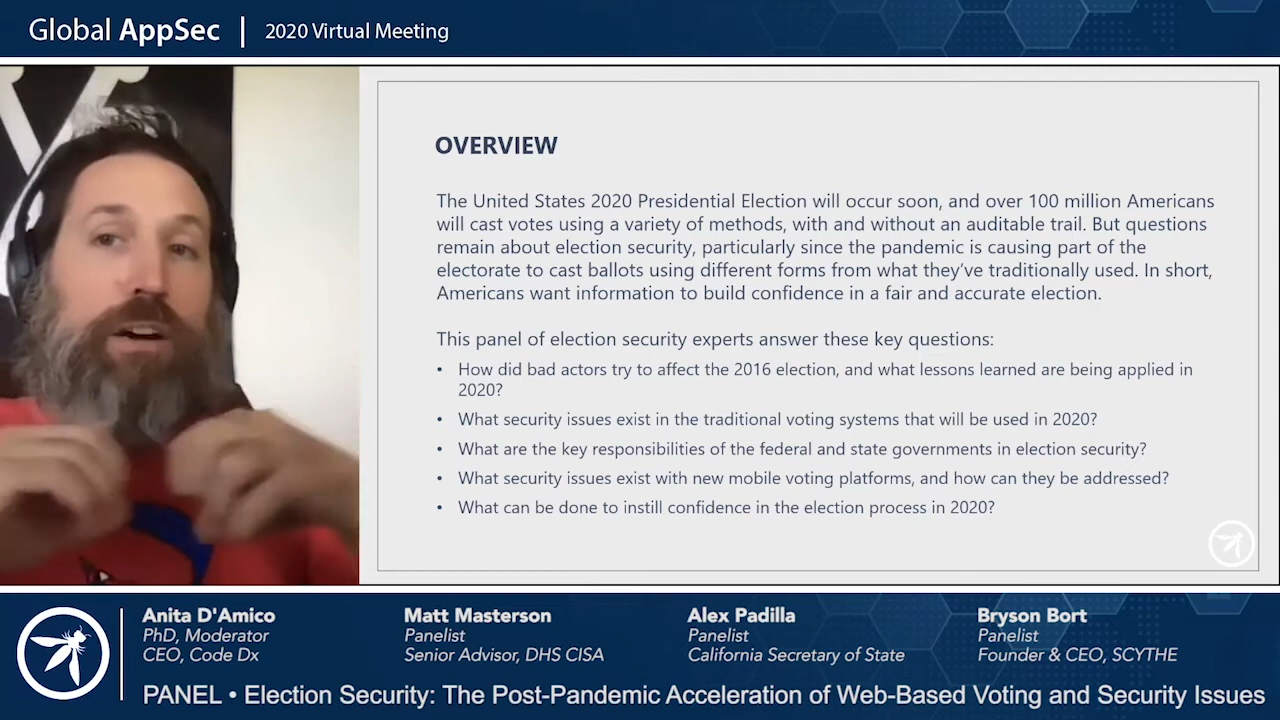 Global AppSec | 2020 Virtual Meeting
OVERVIEW
The United States 2020 Presidential Election will occur soon, and over 100 million Americans
will cast votes using a variety of methods, with and without an auditable trail. But questions
remain about election security, particularly since the pandemic is causing part of the
electorate to cast ballots using different forms from what they’ve traditionally used. In short,
Americans want information to build confidence in a fair and accurate election.
This panel of election security experts answer these key questions:
• How did bad actors try to affect the 2016 election, and what lessons learned are being applied in
2020?
• What security issues exist in the traditional voting systems that will be used in 2020?
• What are the key responsibilities of the federal and state governments in election security?
• What security issues exist with new mobile voting platforms, and how can they be addressed?
• What can be done to instill confidence in the election process in 2020?
Anita D'Amico
PhD, Moderator
CEO, Code Dx
Matt Masterson
Panelist
Senior Advisor, DHS CISA
Alex Padilla
Panelist
California Secretary of State
Bryson Bort
Panelist
Founder & CEO, SCYTHE
PANEL • Election Security: The Post-Pandemic Acceleration of Web-Based Voting and Security Issues